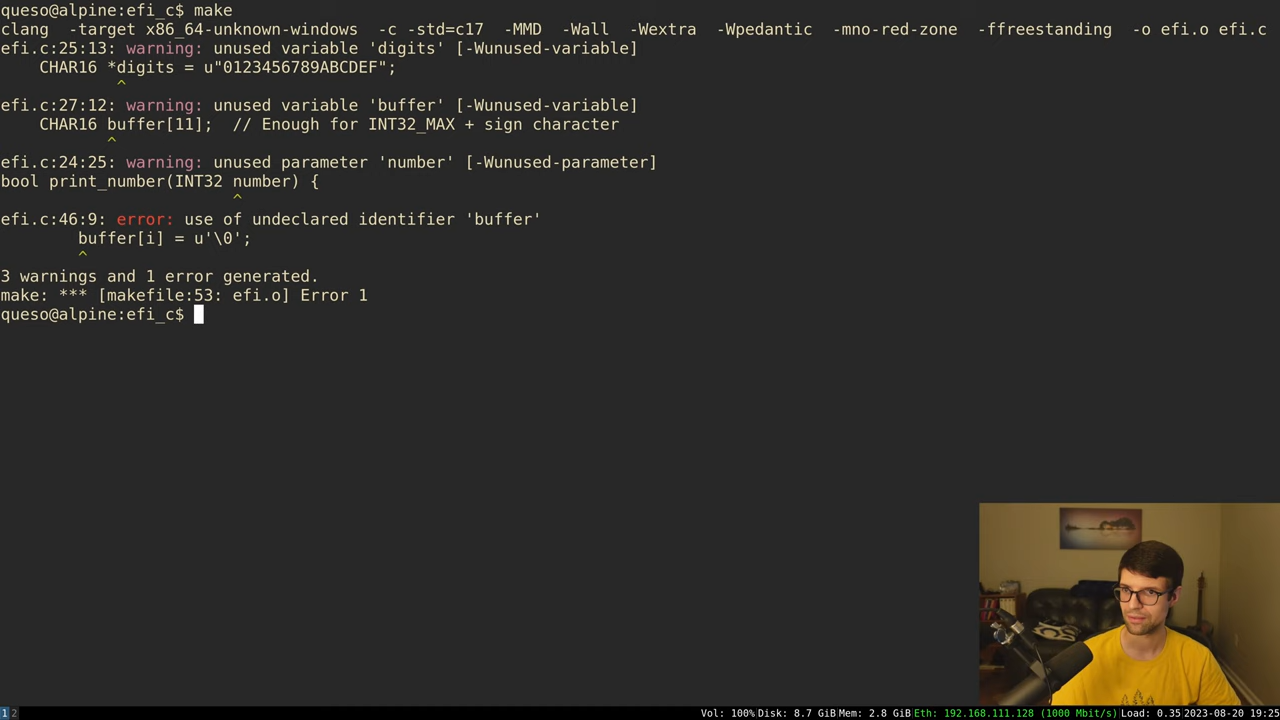 queso@alpine:efi_c$ make
clang  -target x86_64-unknown-windows  -c -std=c17  -MMD  -Wall  -Wextra  -Wpedantic  -mno-red-zone  -ffreestanding  -o efi.o efi.c
efi.c:25:13: warning: unused variable 'digits' [-Wunused-variable]
    CHAR16 *digits = u"0123456789ABCDEF";
            ^
efi.c:27:12: warning: unused variable 'buffer' [-Wunused-variable]
    CHAR16 buffer[11];  // Enough for INT32_MAX + sign character
           ^
efi.c:24:25: warning: unused parameter 'number' [-Wunused-parameter]
bool print_number(INT32 number) {
                        ^
efi.c:46:9: error: use of undeclared identifier 'buffer'
        buffer[i] = u'\0';
        ^
3 warnings and 1 error generated.
make: *** [makefile:53: efi.o] Error 1
queso@alpine:efi_c$
1 2 Vol: 100% Disk: 8.7 GiB Mem: 2.8 GiB Eth: 192.168.111.128 (1000 Mbit/s) Load: 0.35 2023-08-20 19:25